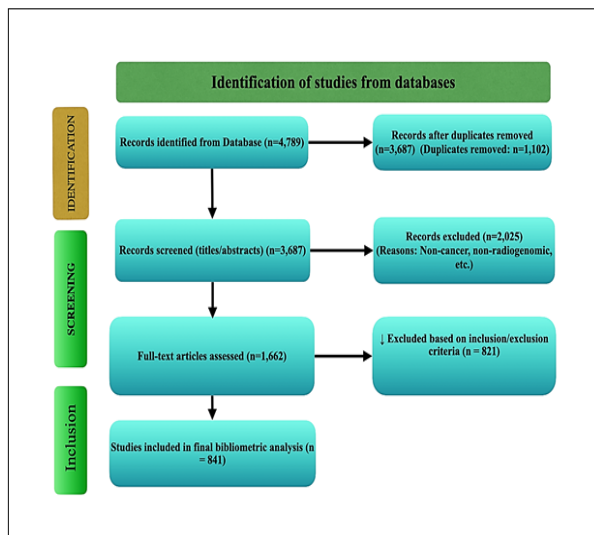 Identification of studies from databases
IDENTIFICATION
Records identified from Database (n=4,789)
Records after duplicates removed
(n=3,687) (Duplicates removed: n=1,102)
SCREENING
Records screened (titles/abstracts) (n=3,687)
Records excluded (n=2,025)
(Reasons: Non-cancer, non-radiogenomic,
etc.)
Full-text articles assessed (n=1,662)
↓ Excluded based on inclusion/exclusion
criteria (n = 821)
Inclusion
Studies included in final bibliometric analysis (n
= 841)